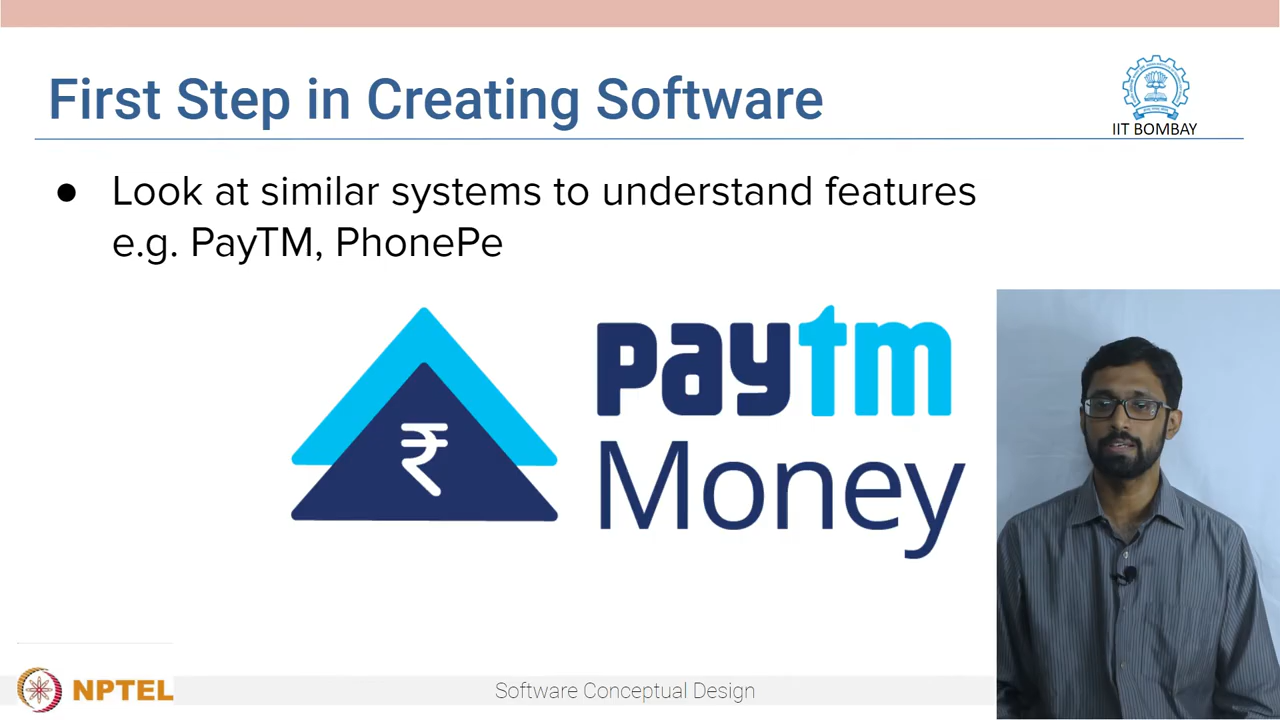 First Step in Creating Software
IIT BOMBAY
● Look at similar systems to understand features
e.g. PayTM, PhonePe
₹
paytm
Money
NPTEL
Software Conceptual Design